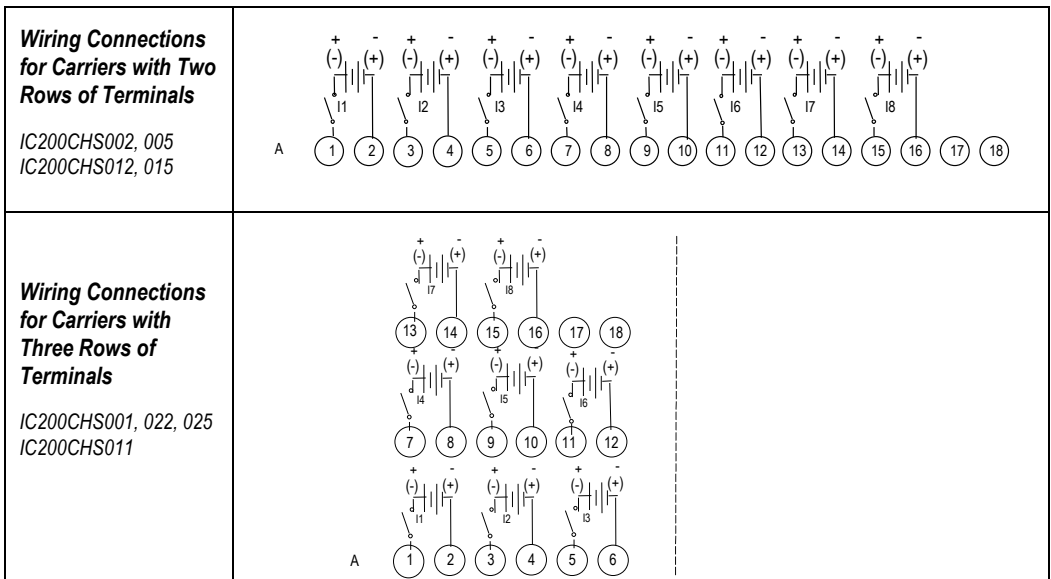 Wiring Connections
for Carriers with Two
Rows of Terminals
IC200CHS002, 005
IC200CHS012, 015
+ - + - + - + - + - + - + - + -
(-) (+) (-) (+) (-) (+) (-) (+) (-) (+) (-) (+) (-) (+) (-) (+)
I1 I2 I3 I4 I5 I6 I7 I8
A 1 2 3 4 5 6 7 8 9 10 11 12 13 14 15 16 17 18
Wiring Connections
for Carriers with
Three Rows of
Terminals
IC200CHS001, 022, 025
IC200CHS011
+ - + -
(-) (+) (-) (+)
I7 I8
13 14 15 16 17 18
+ - + - + -
(-) (+) (-) (+) (-) (+)
I4 I5 I6
7 8 9 10 11 12
+ - + - + -
(-) (+) (-) (+) (-) (+)
I1 I2 I3
A 1 2 3 4 5 6